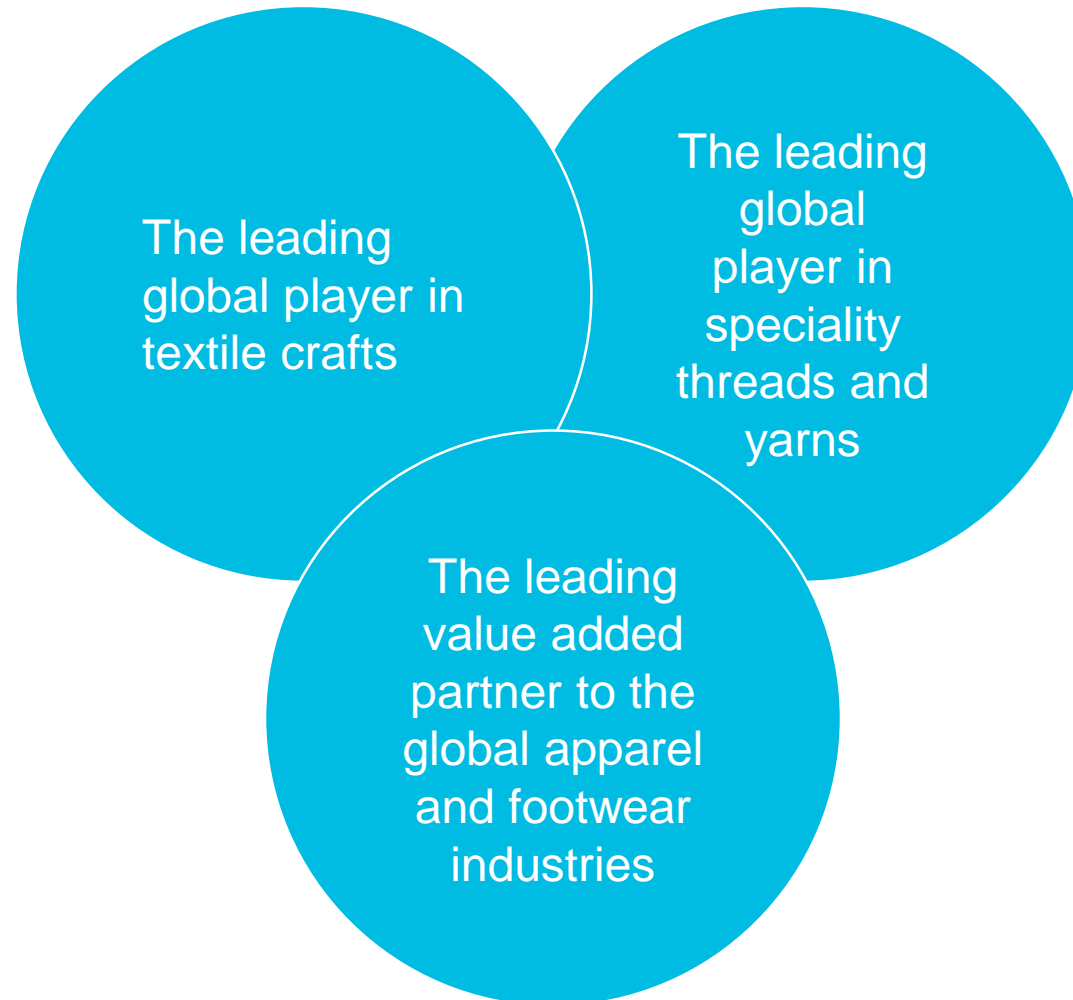 The leading
global player in
textile crafts
The leading
global
player in
speciality
threads and
yarns
The leading
value added
partner to the
global apparel
and footwear
industries